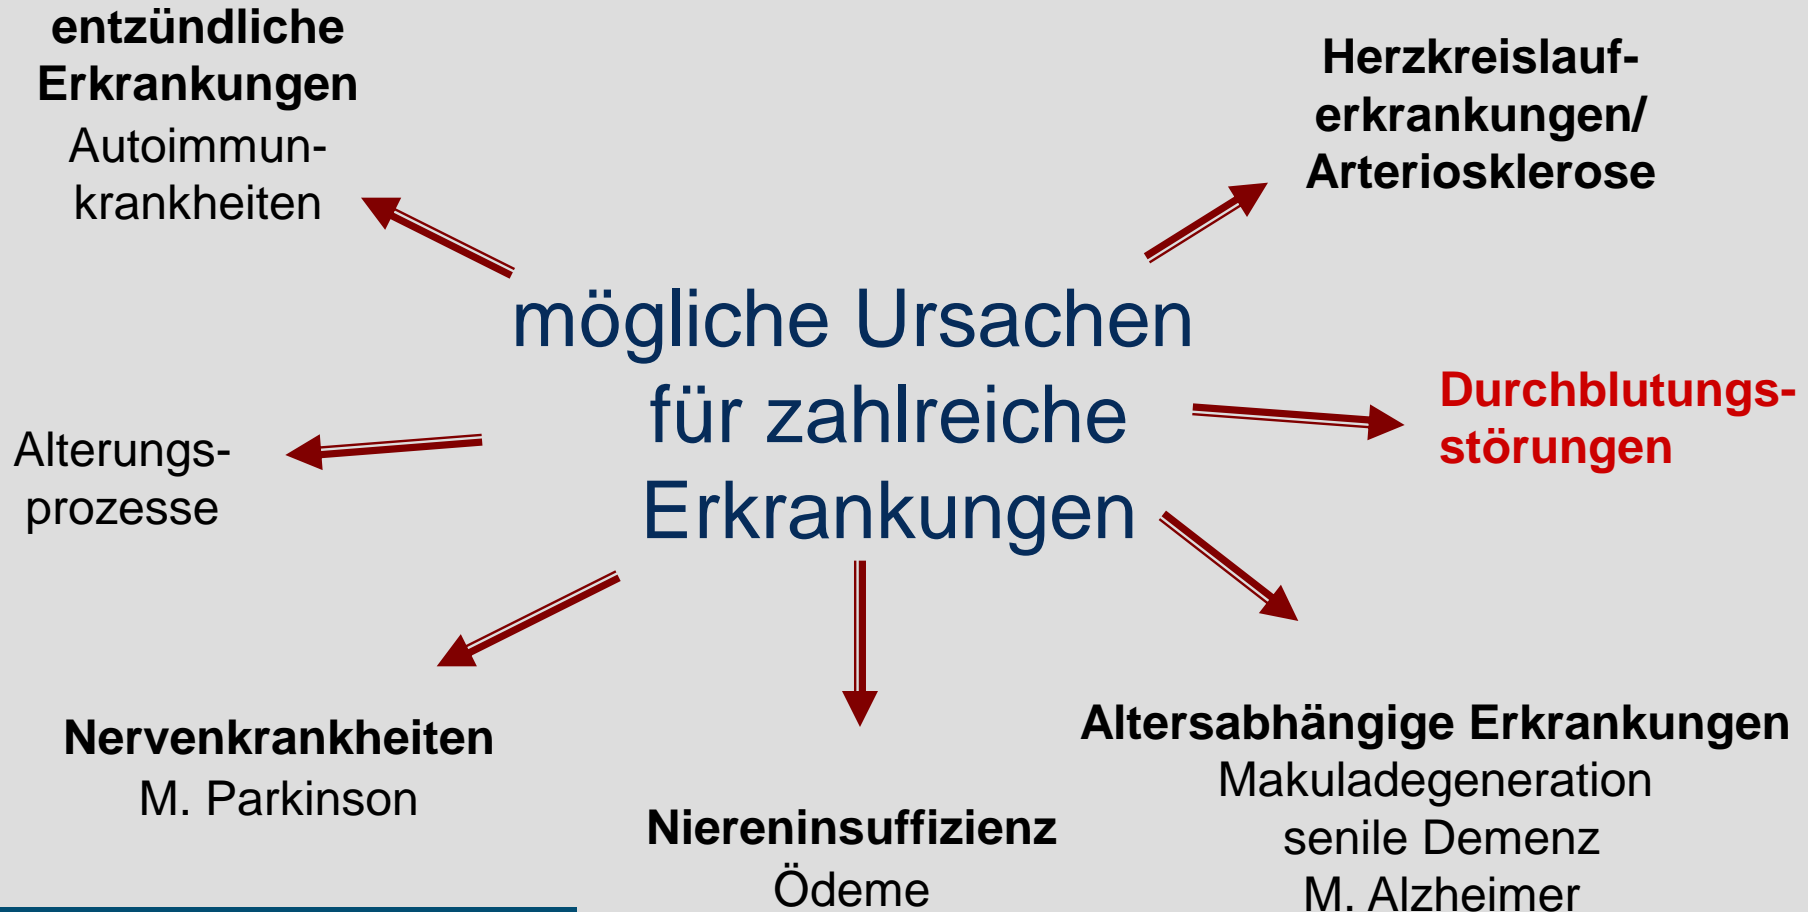 entzündliche
Erkrankungen
Autoimmun-
krankheiten
Herzkreislauf-
erkrankungen/
Arteriosklerose
mögliche Ursachen
für zahlreiche
Erkrankungen
Durchblutungs-
störungen
Alterungs-
prozesse
Nervenkrankheiten
M. Parkinson
Niereninsuffizienz
Ödeme
Altersabhängige Erkrankungen
Makuladegeneration
senile Demenz
M. Alzheimer